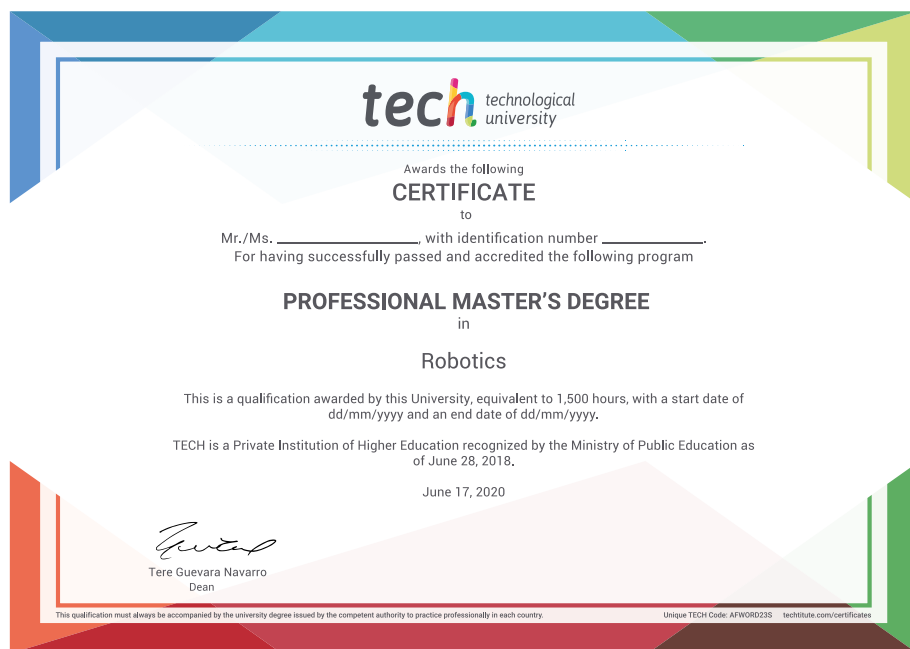 tech technological
university
Awards the following
CERTIFICATE
to
Mr./Ms. ____________________, with identification number ______________.
For having successfully passed and accredited the following program
PROFESSIONAL MASTER'S DEGREE
in
Robotics
This is a qualification awarded by this University, equivalent to 1,500 hours, with a start date of
dd/mm/yyyy and an end date of dd/mm/yyyy.
TECH is a Private Institution of Higher Education recognized by the Ministry of Public Education as
of June 28, 2018.
June 17, 2020
Tere Guevara Navarro
Dean
This qualification must always be accompanied by the university degree issued by the competent authority to practice professionally in each country.
Unique TECH Code: AFWORD23S techtitute.com/certificates